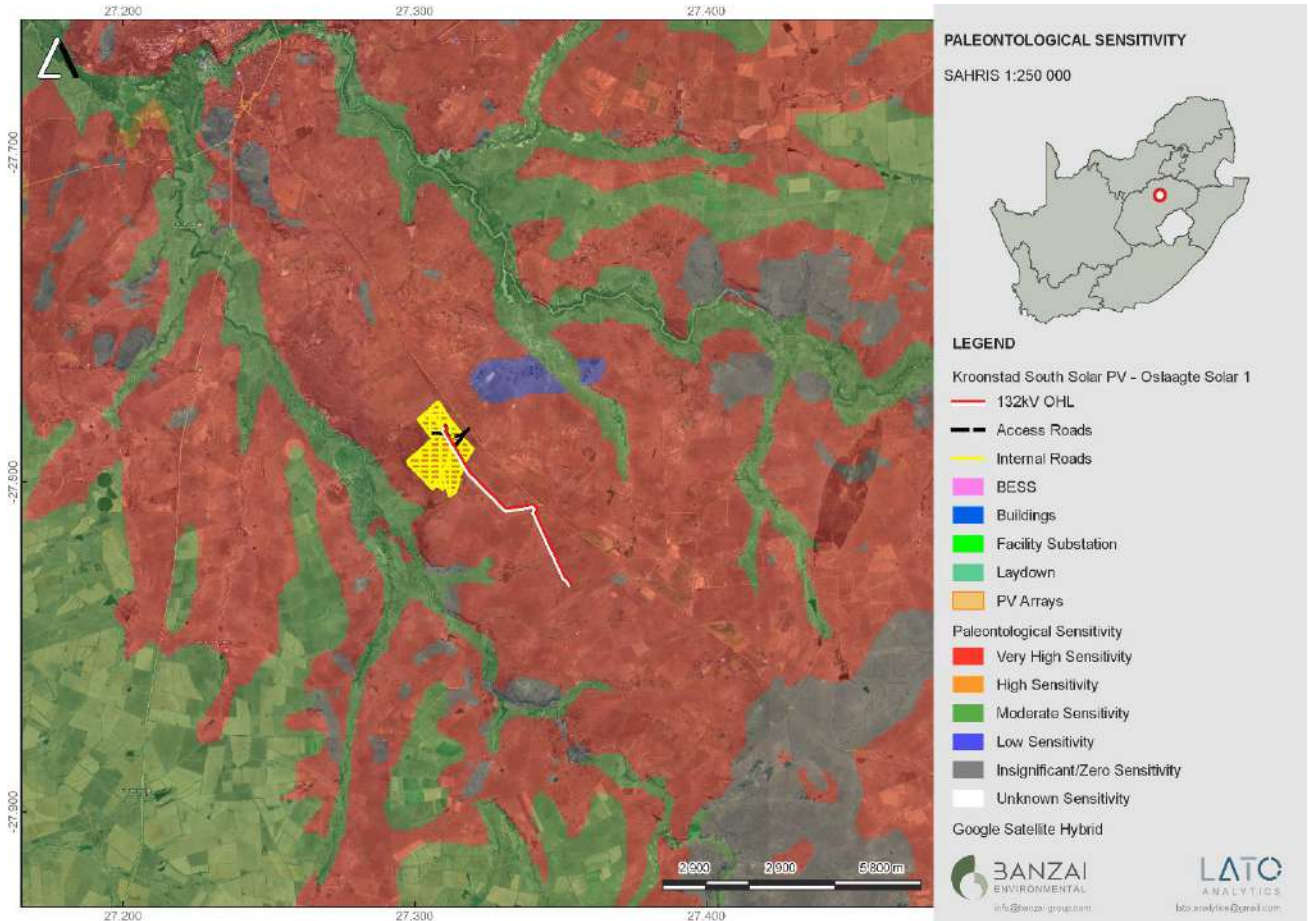 27.200 27.300 27.400
PALEONTOLOGICAL SENSITIVITY
SAHRIS 1:250 000
-27.700
-27.800
-27.900
LEGEND
Kroonstad South Solar PV - Oslaagte Solar 1
132kV OHL
Access Roads
Internal Roads
BESS
Buildings
Facility Substation
Laydown
PV Arrays
Paleontological Sensitivity
Very High Sensitivity
High Sensitivity
Moderate Sensitivity
Low Sensitivity
Insignificant/Zero Sensitivity
Unknown Sensitivity
Google Satellite Hybrid
2 900 2 900 5 800 m
BANZAI
ENVIRONMENTAL
info@banzai-group.com
LATO
ANALYTICS
lato.analytics@gmail.com
27.200 27.300 27.400